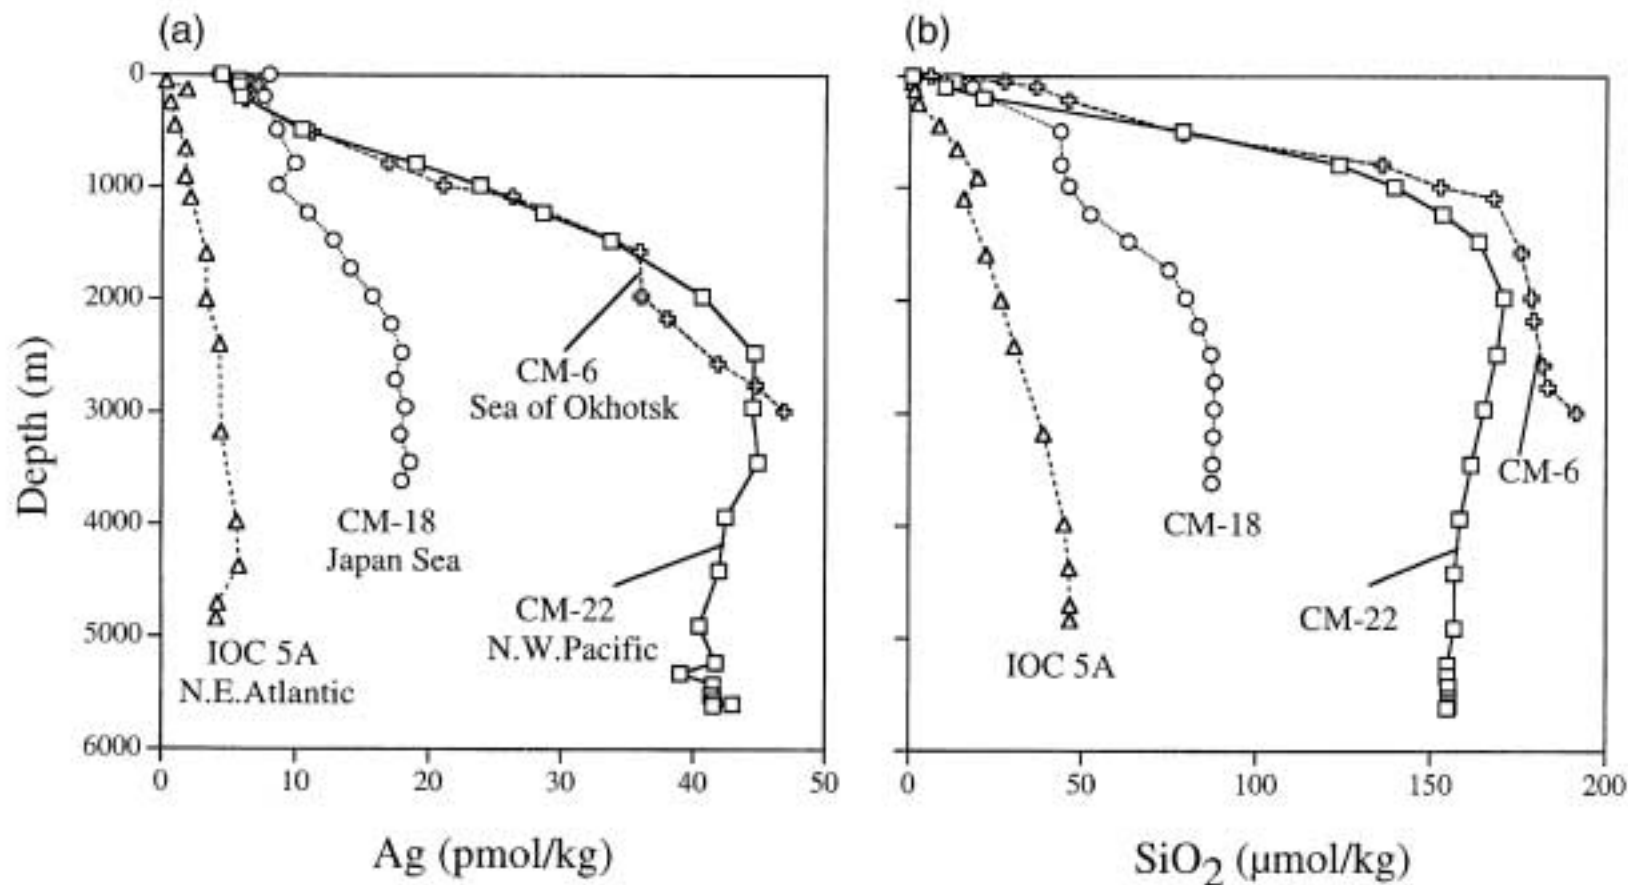 (a)
(b)
0
1000
2000
3000
4000
5000
6000
Depth (m)
CM-6
Sea of Okhotsk
CM-18
Japan Sea
CM-22
N.W.Pacific
IOC 5A
N.E.Atlantic
0 10 20 30 40 50
Ag (pmol/kg)
CM-6
CM-18
CM-22
IOC 5A
0 50 100 150 200
SiO₂ (μmol/kg)